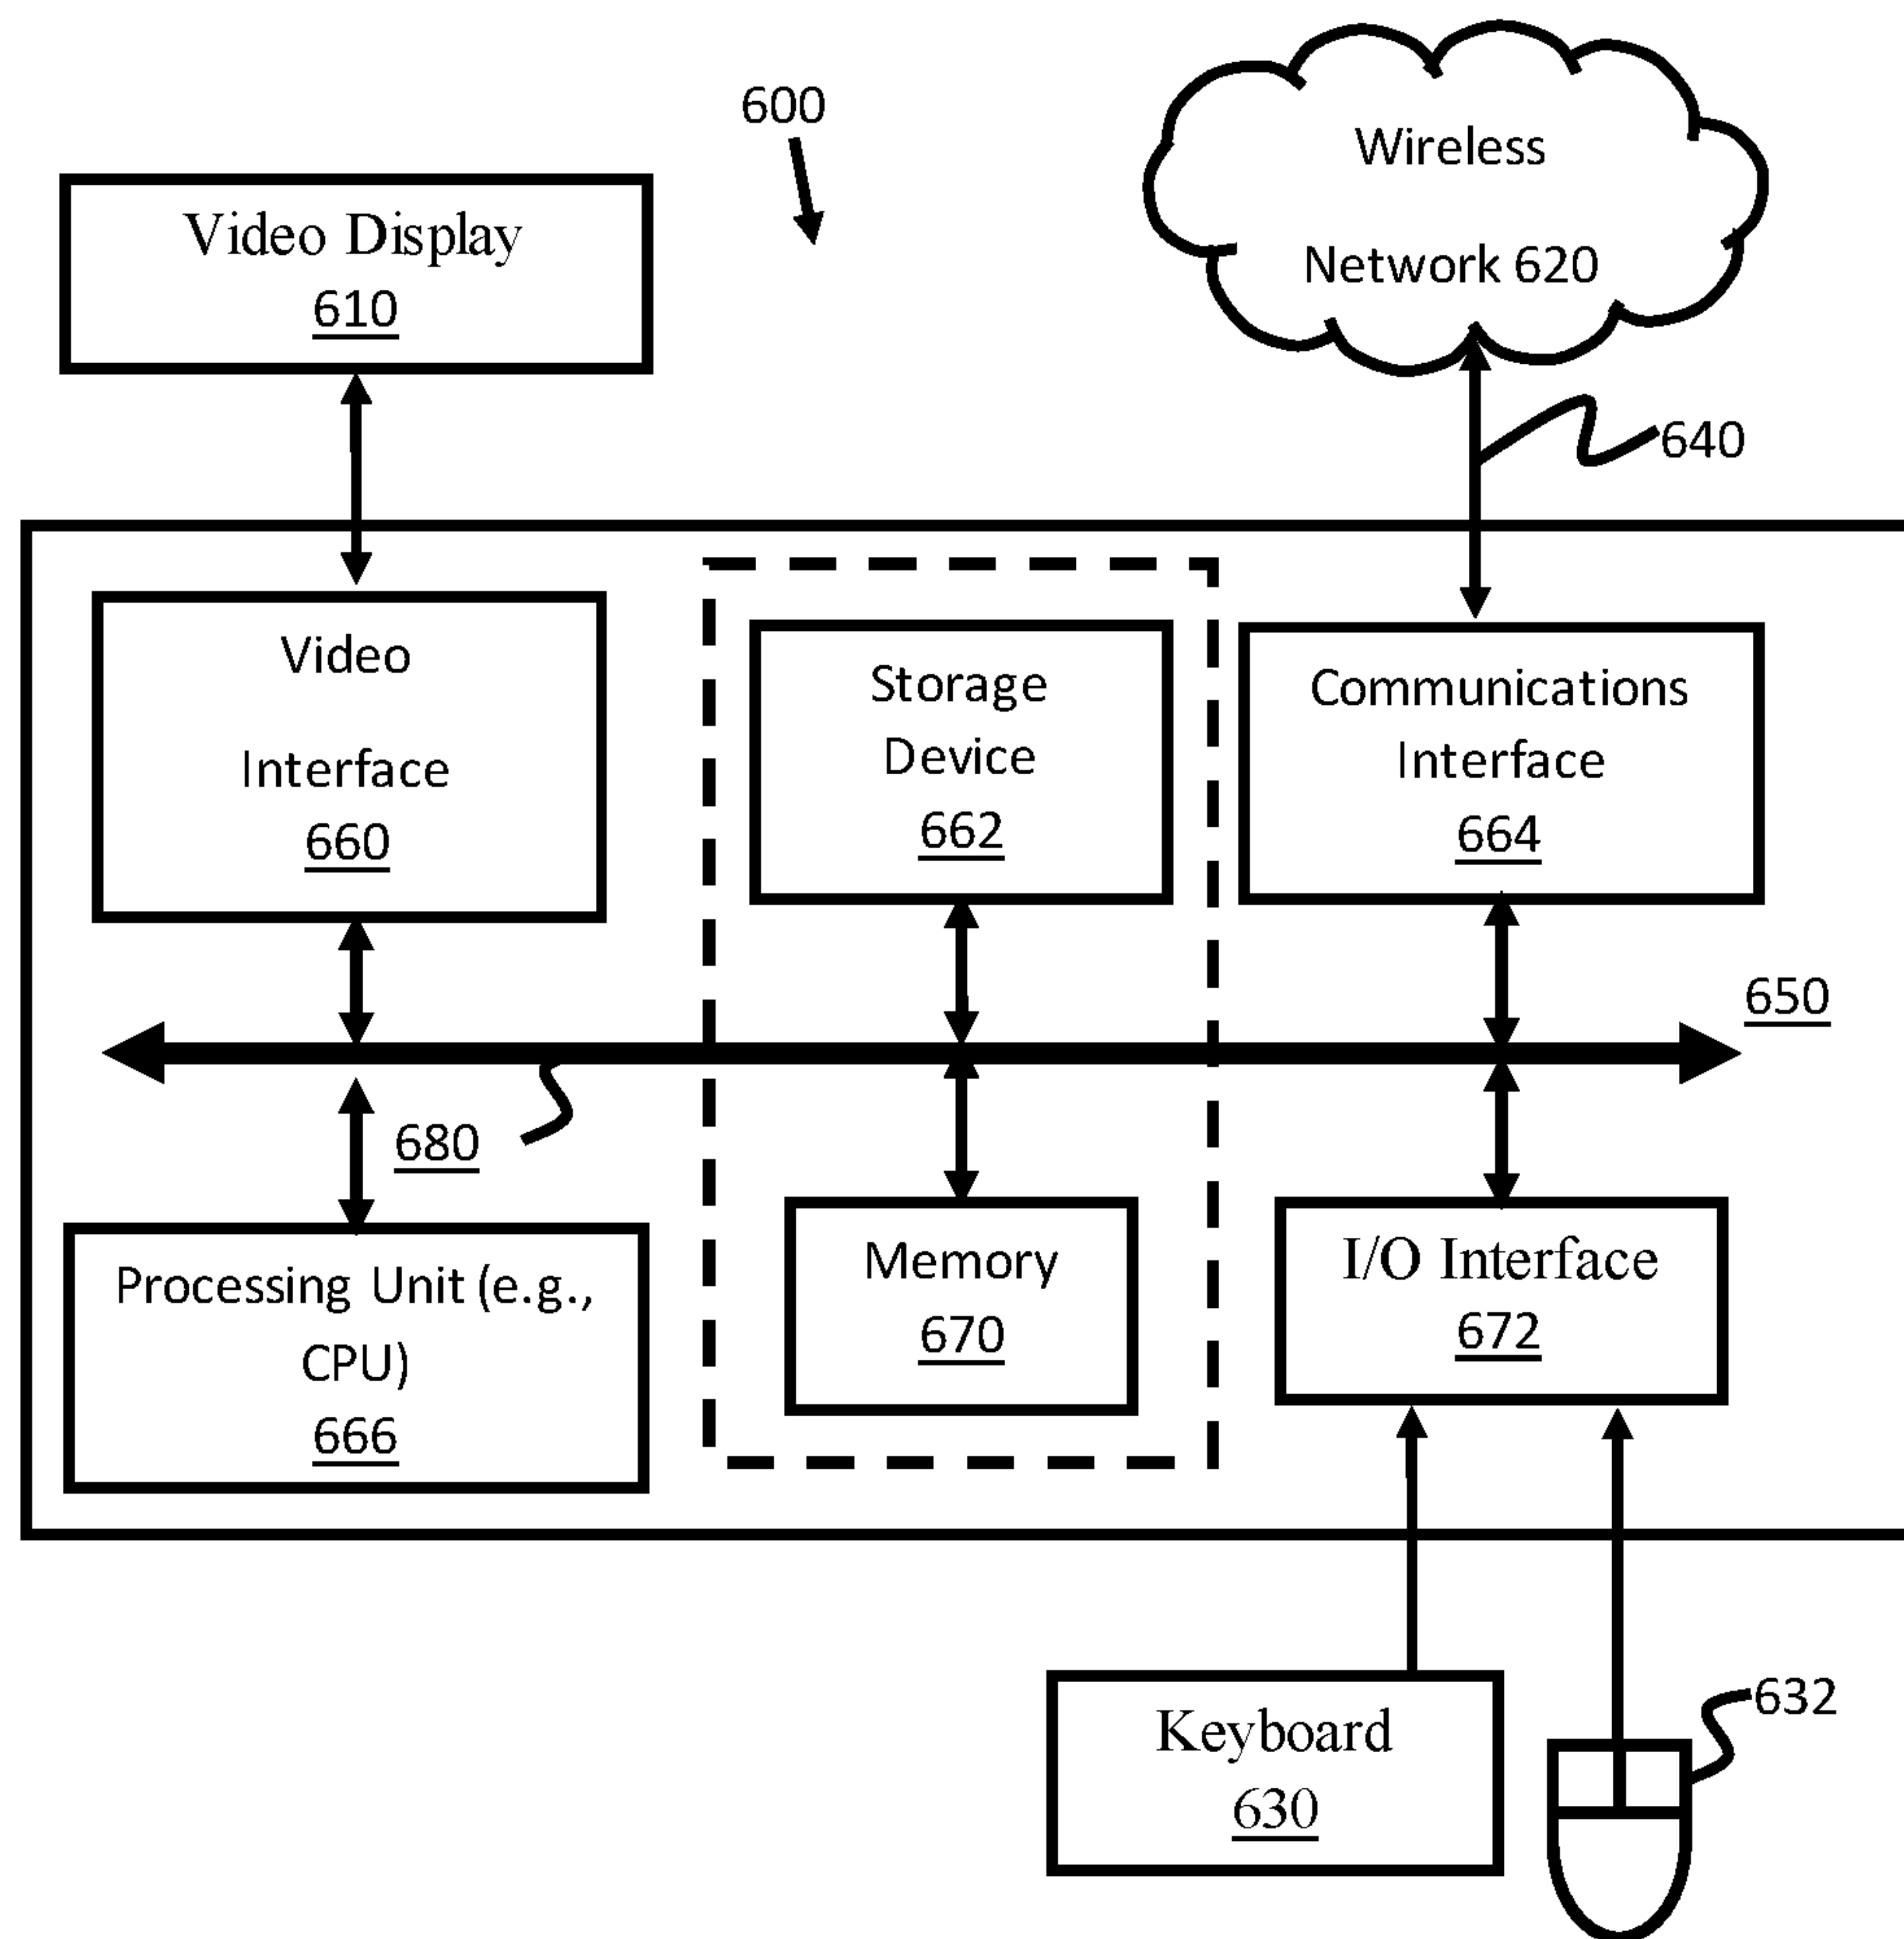 600
Wireless
Network 620
Video Display
610
640
Video
Interface
660
Storage
Device
662
Communications
Interface
664
650
680
Processing Unit (e.g.,
CPU)
666
Memory
670
I/O Interface
672
Keyboard
630
632